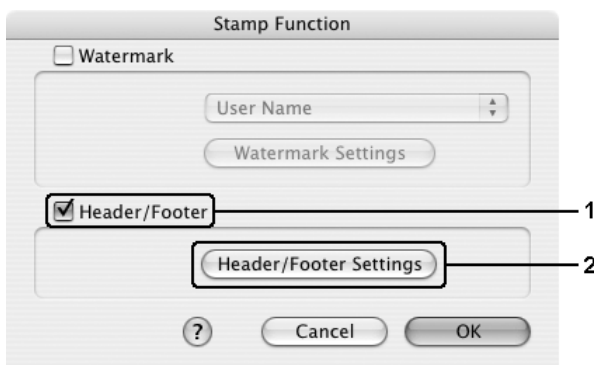 Stamp Function
Watermark
User Name
Watermark Settings
Header/Footer
1
Header/Footer Settings
2
?
Cancel
OK